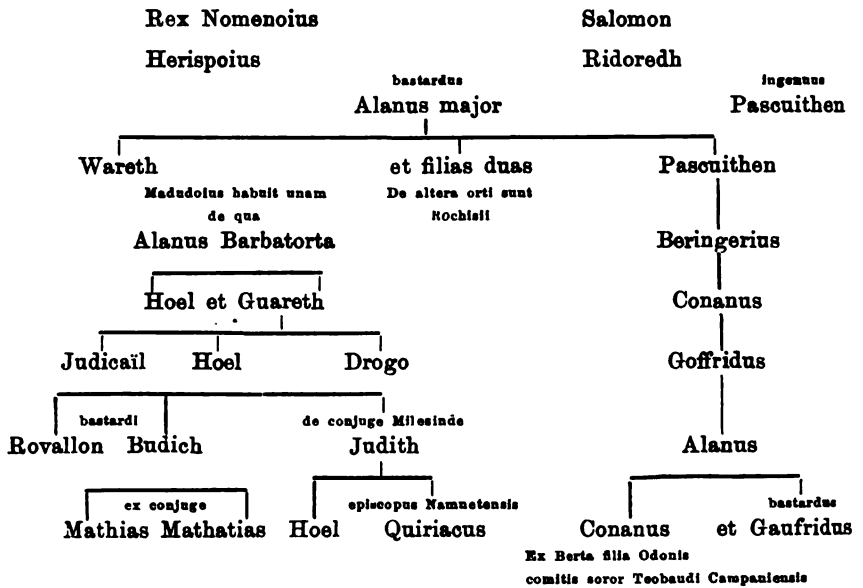 Rex Nomenoius Salomon
Herispoius Ridoredh
bastardus ingenuus
Alanus major Pascuithen
Wareth et filias duas Pascuithen
Madudoius habuit unam De altera orti sunt
de qua Rochisii
Alanus Barbatorta Beringerius
Hoel et Guareth Conanus
Judicaïl Hoel Drogo Goffridus
bastardi de conjuge Milesinde
Rovallon Budich Judith Alanus
ex conjuge episcopus Namnetensis bastardus
Mathias Mathatias Hoel Quiriacus Conanus et Gaufridus
Ex Berta filia Odonis
comitis soror Teobaudi Campaniensis